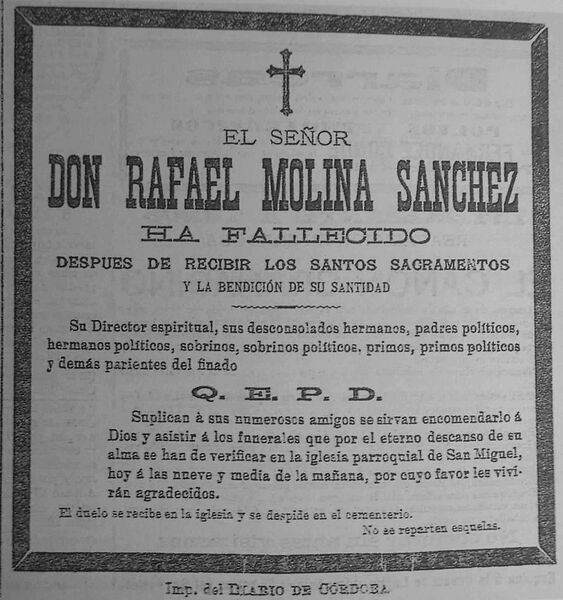 EL SEÑOR
DON RAFAEL MOLINA SANCHEZ
HA FALLECIDO
DESPUES DE RECIBIR LOS SANTOS SACRAMENTOS
Y LA BENDICIÓN DE SU SANTIDAD
Su Director espiritual, sus desconsolados hermanos, padres políticos,
hermanos políticos, sobrinos, sobrinos políticos, primos, primos políticos
y demás parientes del finado
Q. E. P. D.
Suplican à sus numerosos amigos se sirvan encomendarlo á
Dios y asistir á los funerales que por el eterno descanso de su
alma se han de verificar en la iglesia parroquial de San Miguel,
hoy á las nueve y media de la mañana, por cuyo favor les vivi-
rán agradecidos.
El duelo se recibe en la iglesia y se despide en el cementerio.
No se reparten esquelas.
Imp. del DIARIO DE CÓRDOBA